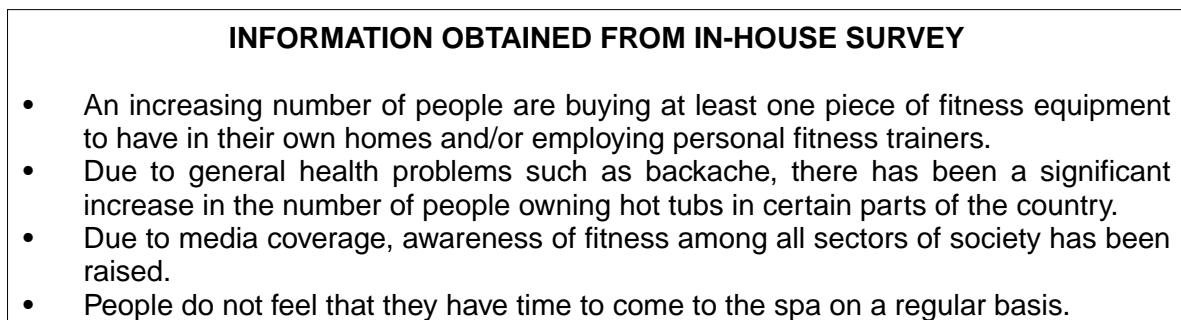 INFORMATION OBTAINED FROM IN-HOUSE SURVEY
• An increasing number of people are buying at least one piece of fitness equipment
to have in their own homes and/or employing personal fitness trainers.
• Due to general health problems such as backache, there has been a significant
increase in the number of people owning hot tubs in certain parts of the country.
• Due to media coverage, awareness of fitness among all sectors of society has been
raised.
• People do not feel that they have time to come to the spa on a regular basis.